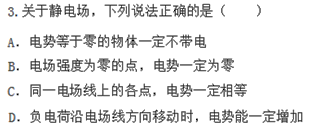 3.关于静电场，下列说法正确的是（　　）
A．电势等于零的物体一定不带电
B．电场强度为零的点，电势一定为零
C．同一电场线上的各点，电势一定相等
D．负电荷沿电场线方向移动时，电势能一定增加